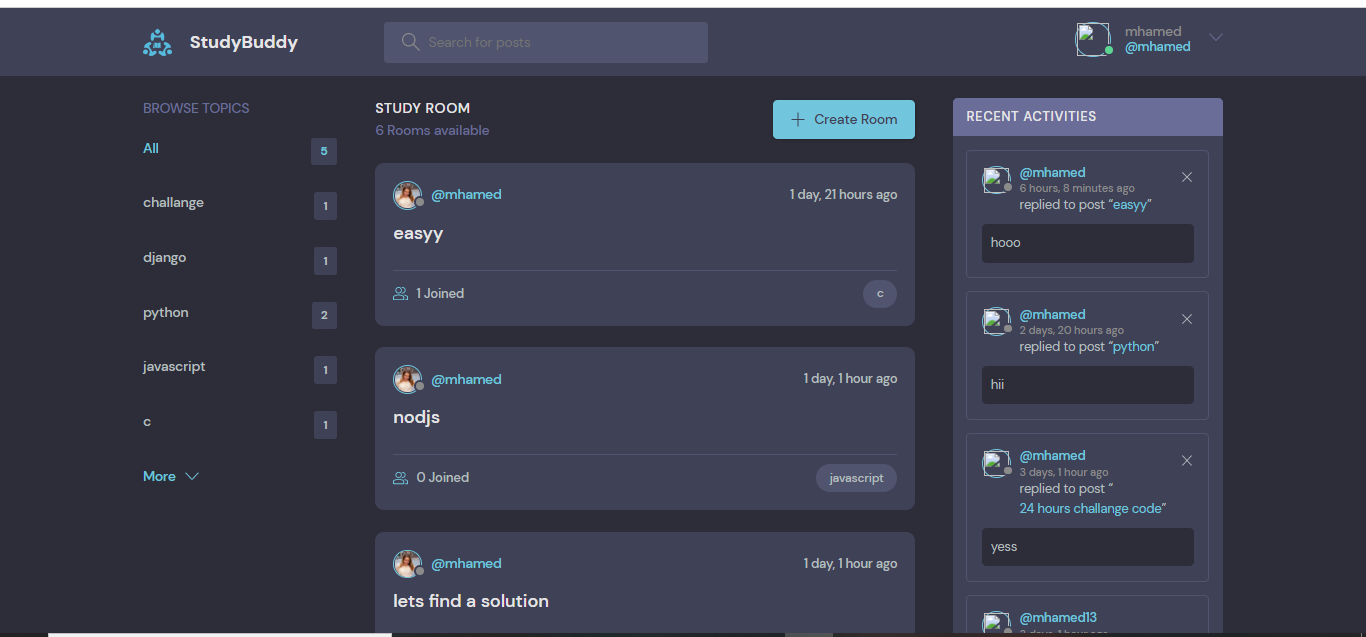 StudyBuddy
Search for posts
mhamed
@mhamed
BROWSE TOPICS
All
5
challange
1
django
1
python
2
javascript
1
c
1
More
STUDY ROOM
6 Rooms available
Create Room
@mhamed
1 day, 21 hours ago
easyy
1 Joined
c
@mhamed
1 day, 1 hour ago
nodjs
0 Joined
javascript
@mhamed
1 day, 1 hour ago
lets find a solution
RECENT ACTIVITIES
@mhamed
6 hours, 8 minutes ago
replied to post “easyy”
hooo
@mhamed
2 days, 20 hours ago
replied to post “python”
hii
@mhamed
3 days, 1 hour ago
replied to post “
24 hours challange code”
yess
@mhamed13